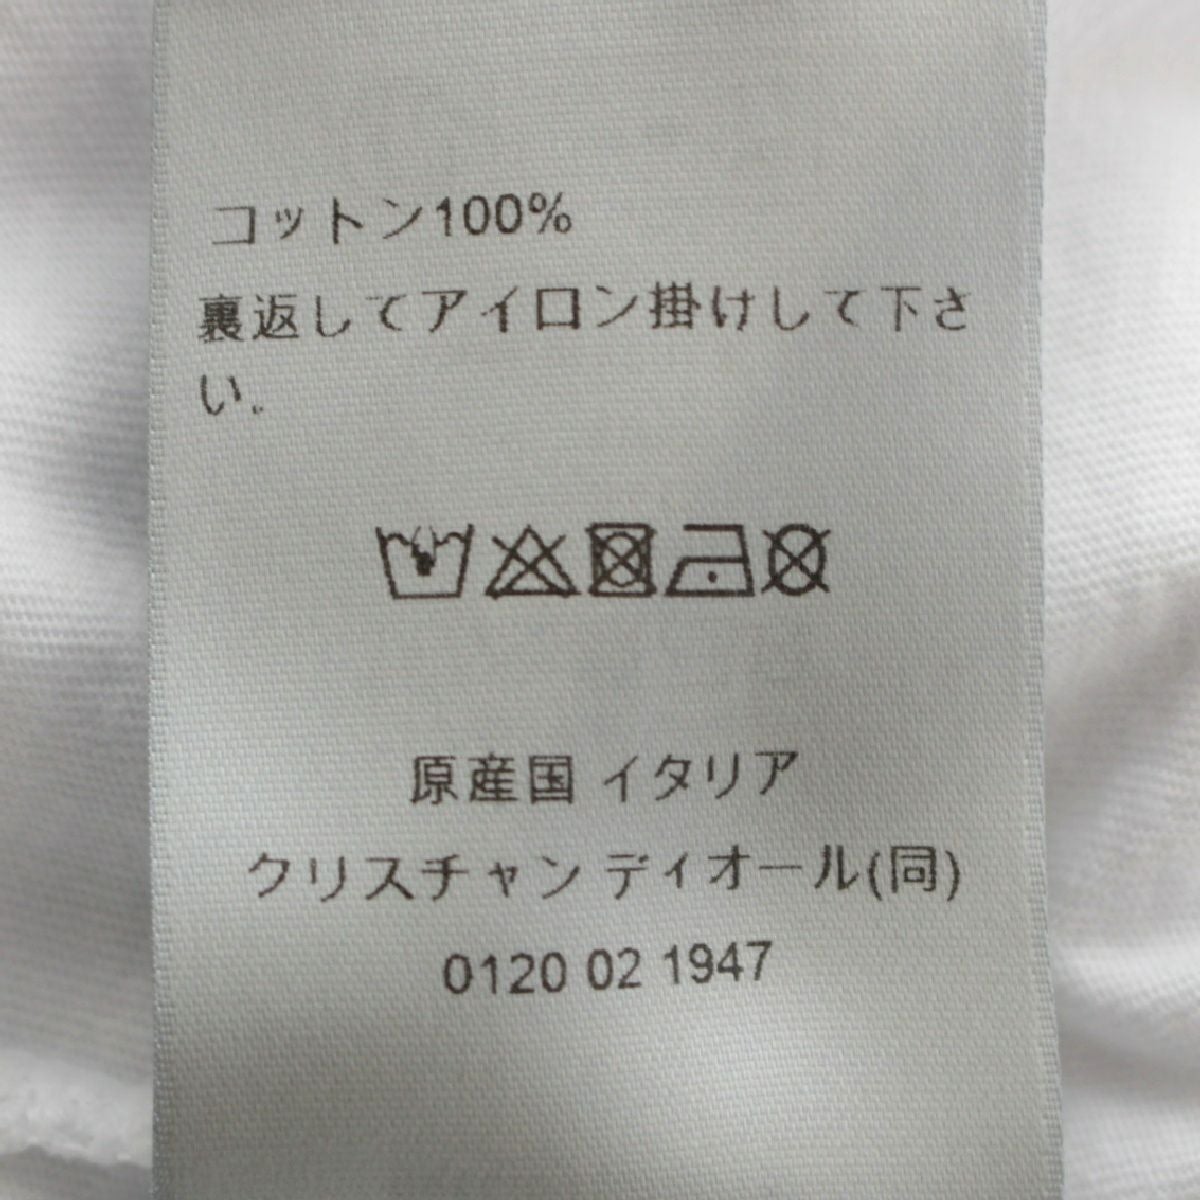 コットン100%
裏返してアイロン掛けして下さ
い.
原産国 イタリア
クリスチャン ディオール(同)
0120 02 1947